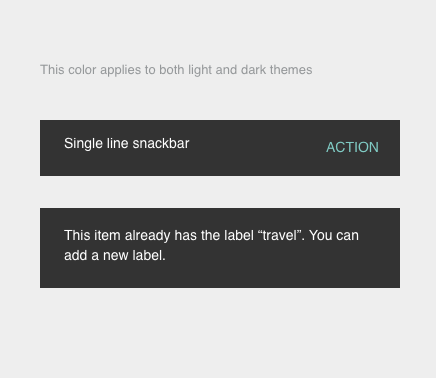 This color applies to both light and dark themes
Single line snackbar
ACTION
This item already has the label “travel”. You can
add a new label.